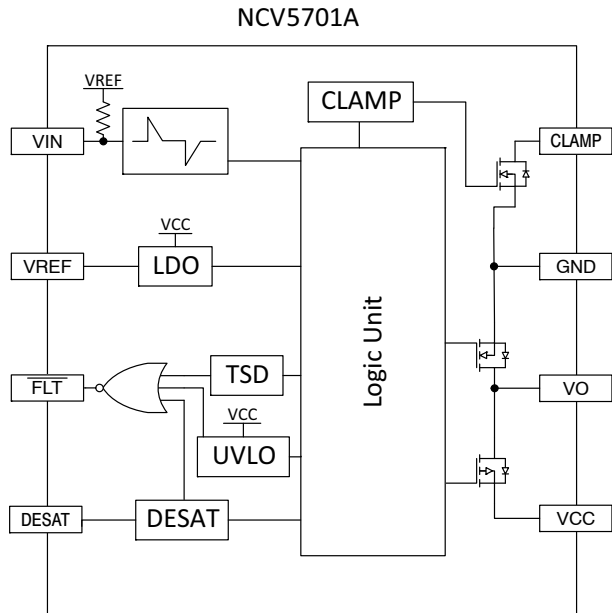 NCV5701A
VREF
CLAMP
VIN
CLAMP
VCC
VREF
LDO
GND
Logic Unit
FLT
TSD
VO
VCC
UVLO
DESAT
DESAT
VCC